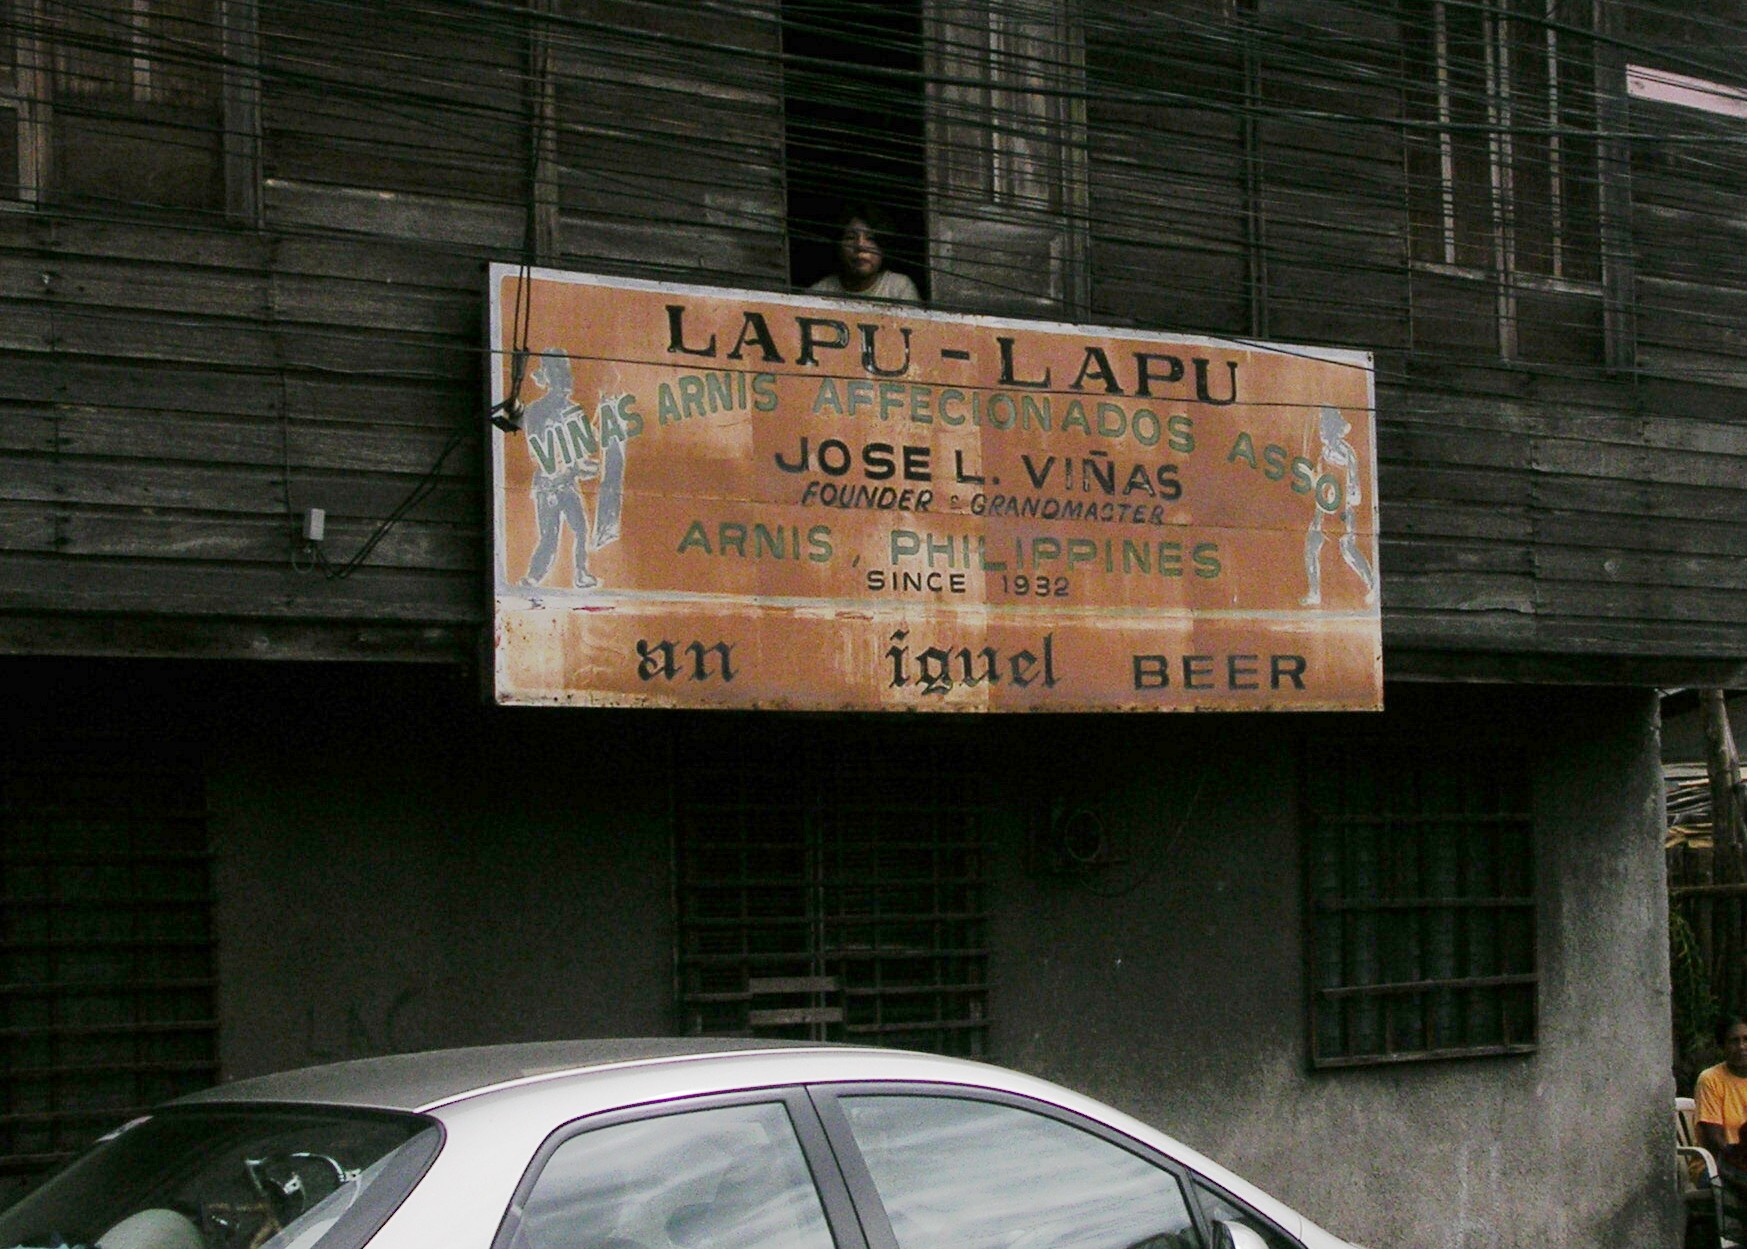 LAPU-LAPU
VIÑAS ARNIS AFFECIONADOS ASSO
JOSE L. VIÑAS
FOUNDER & GRANDMASTER
ARNIS, PHILIPPINES
SINCE 1932
an iguel BEER